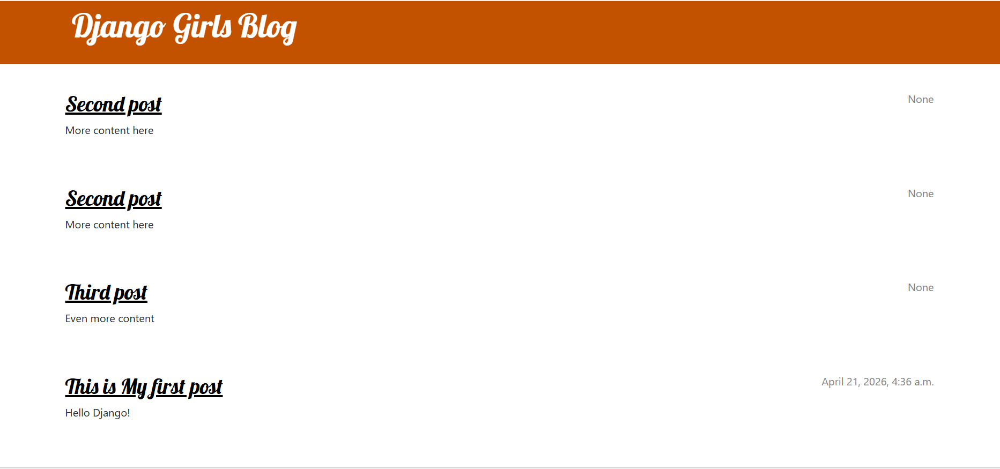 Django Girls Blog
Second post
None
More content here
Second post
None
More content here
Third post
None
Even more content
This is My first post
April 21, 2026, 4:36 a.m.
Hello Django!